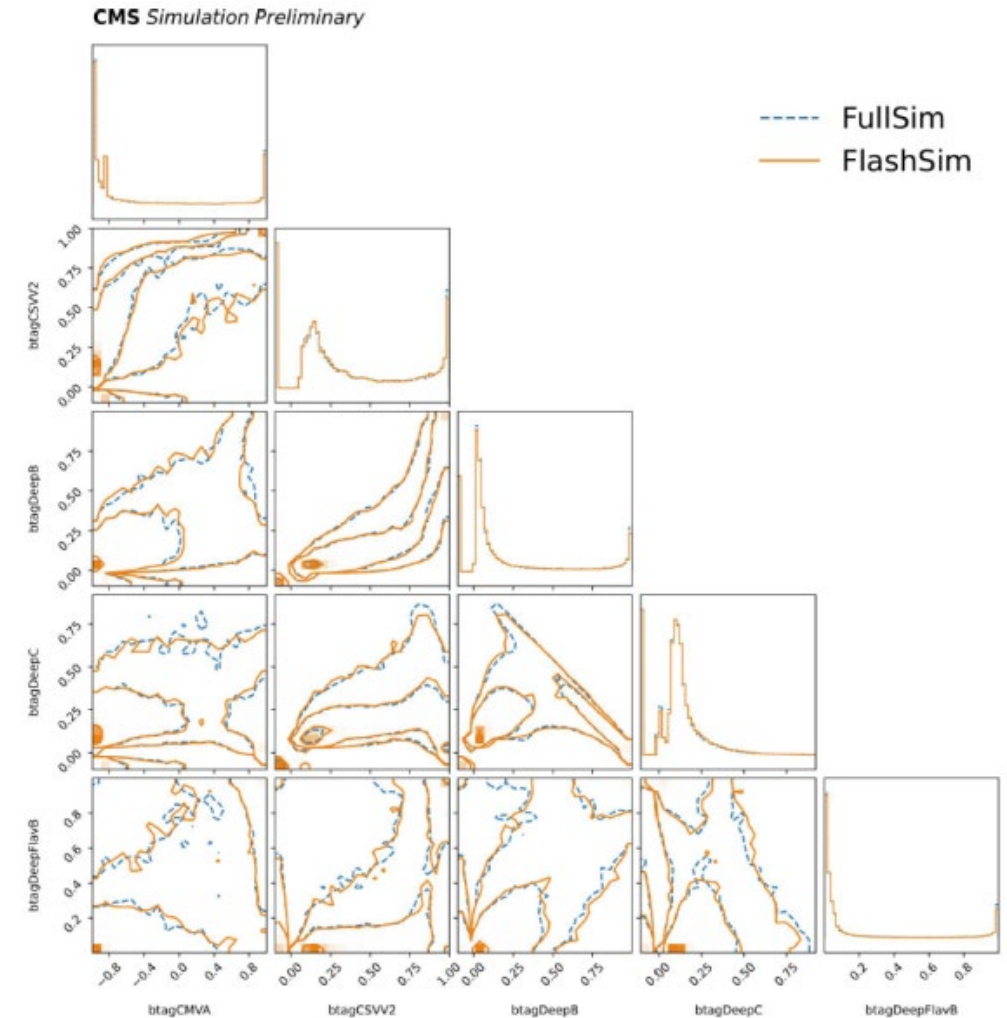 CMS Simulation Preliminary
FullSim
FlashSim
btagCSVV2
1.00
0.75
0.50
0.25
0.00
btagDeepB
0.75
0.50
0.25
0.00
btagDeepC
0.75
0.50
0.25
0.00
btagDeepFlavB
0.8
0.6
0.4
0.2
−0.8 −0.4 0.0 0.4 0.8
0.00 0.25 0.50 0.75 1.00
0.00 0.25 0.50 0.75
0.00 0.25 0.50 0.75
0.2 0.4 0.6 0.8
btagCMVA btagCSVV2 btagDeepB btagDeepC btagDeepFlavB